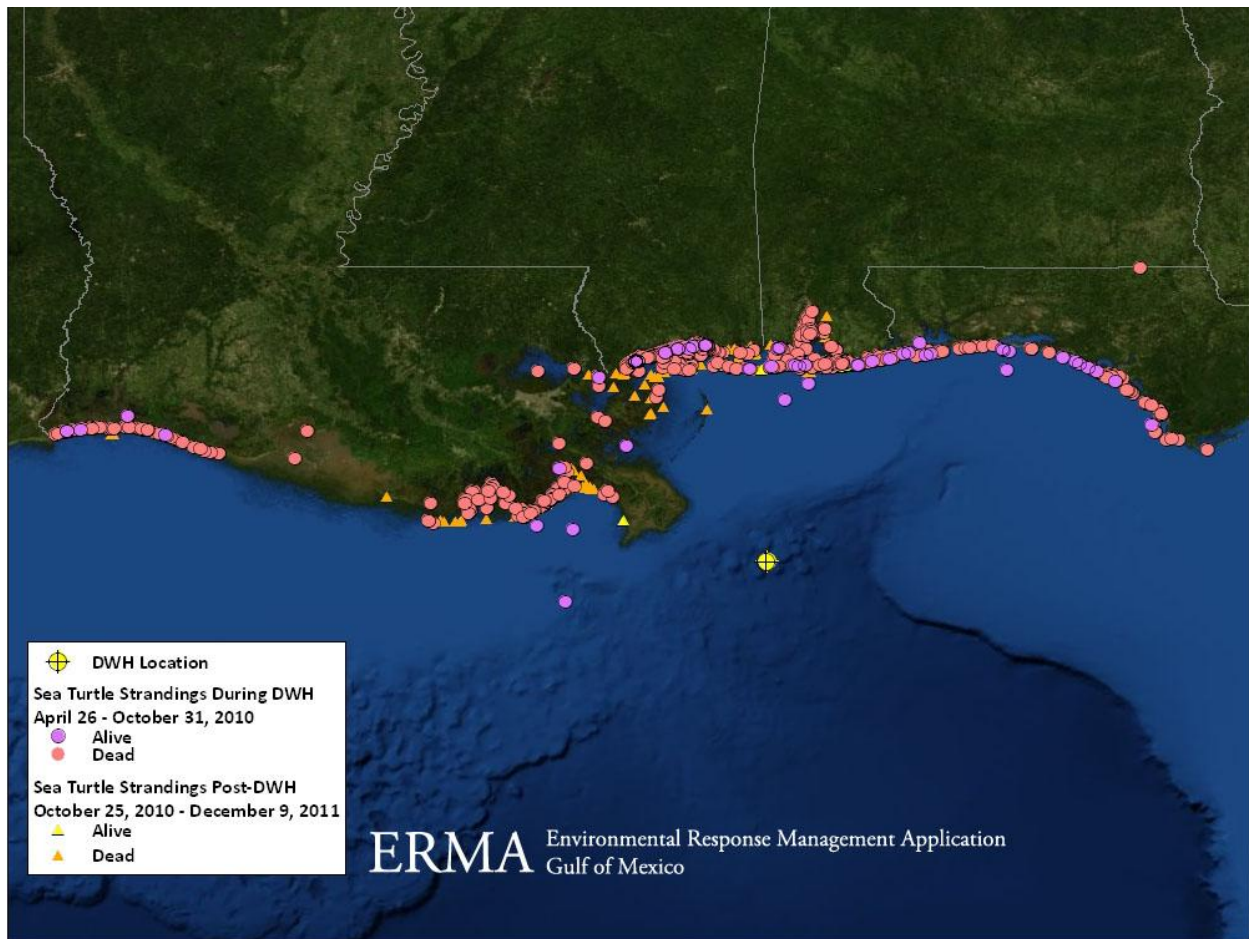 DWH Location
Sea Turtle Strandings During DWH
April 26 - October 31, 2010
Alive
Dead
Sea Turtle Strandings Post-DWH
October 25, 2010 - December 9, 2011
Alive
Dead
ERMA
Environmental Response Management Application
Gulf of Mexico